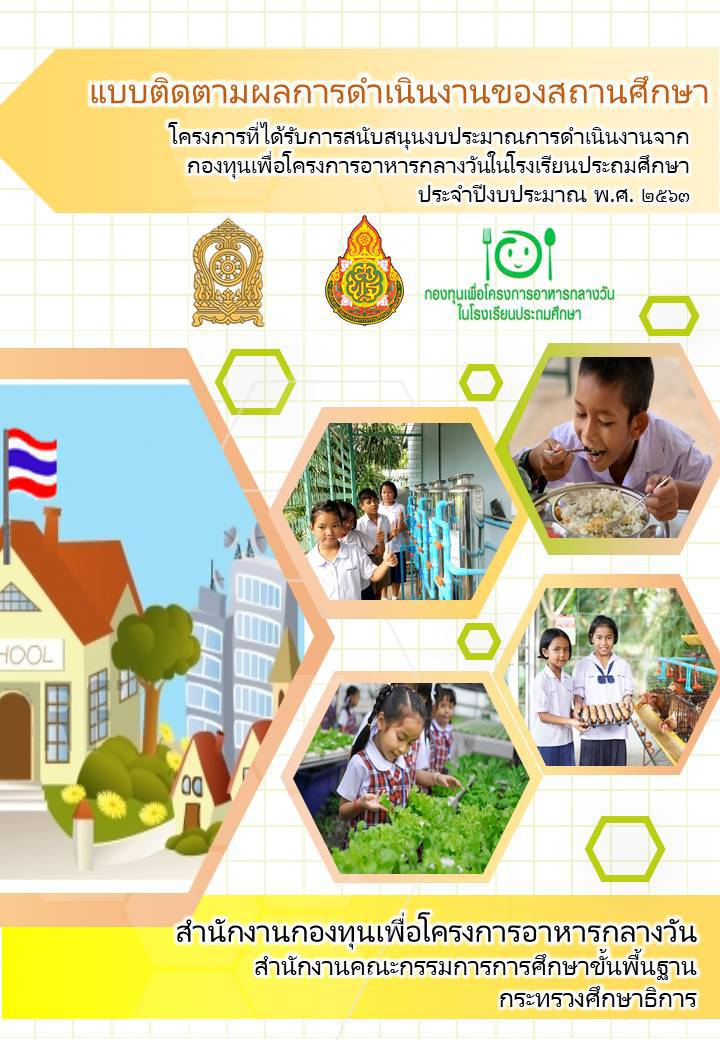 แบบติดตามผลการดำเนินงานของสถานศึกษา
โครงการที่ได้รับการสนับสนุนงบประมาณการดำเนินงานจาก
กองทุนเพื่อโครงการอาหารกลางวันในโรงเรียนประถมศึกษา
ประจำปีงบประมาณ พ.ศ. ๒๕๖๓
กองทุนเพื่อโครงการอาหารกลางวัน
ในโรงเรียนประถมศึกษา
HOOL
สำนักงานกองทุนเพื่อโครงการอาหารกลางวัน
สำนักงานคณะกรรมการการศึกษาขั้นพื้นฐาน
กระทรวงศึกษาธิการ